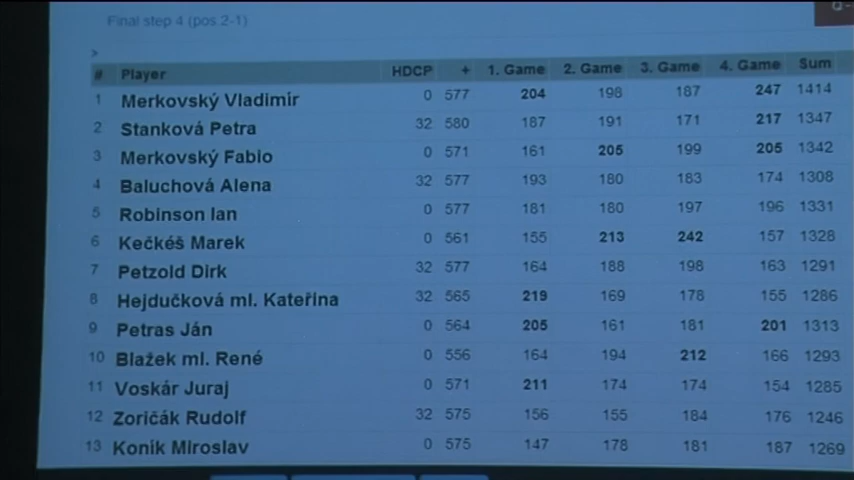 Final step 4 (pos 2-1)
Q -
>
# Player HDCP + 1. Game 2. Game 3. Game 4. Game Sum
1 Merkovský Vladimír 0 577 204 198 187 247 1414
2 Stanková Petra 32 580 187 191 171 217 1347
3 Merkovský Fabio 0 571 161 205 199 205 1342
4 Baluchová Alena 32 577 193 180 183 174 1308
5 Robinson Ian 0 577 181 180 197 196 1331
6 Kečkéš Marek 0 561 155 213 242 157 1328
7 Petzold Dirk 32 577 164 188 198 163 1291
8 Hejdučková ml. Kateřina 32 565 219 169 178 155 1286
9 Petras Ján 0 564 205 161 181 201 1313
10 Blažek ml. René 0 556 164 194 212 166 1293
11 Voskár Juraj 0 571 211 174 174 154 1285
12 Zoričák Rudolf 32 575 156 155 184 176 1246
13 Koník Miroslav 0 575 147 178 181 187 1269